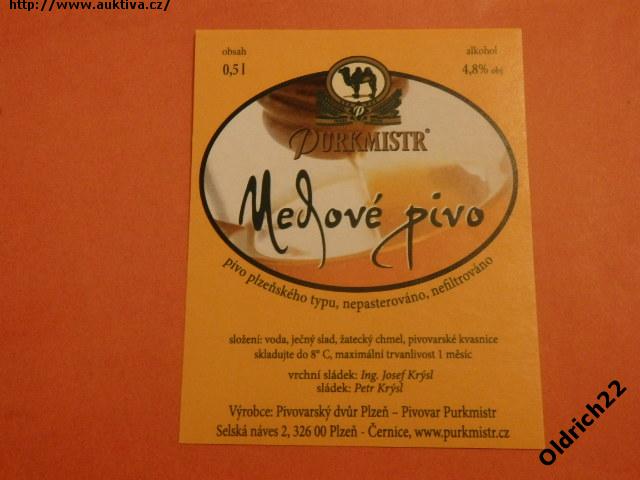 http://www.auktiva.cz/
obsah
0,5 l
alkohol
4,8% obj
P
PURKMISTR®
Medové pivo
pivo plzeňského typu, nepasterováno, nefiltrováno
složení: voda, ječný slad, žatecký chmel, pivovarské kvasnice
skladujte do 8° C, maximální trvanlivost 1 měsíc
vrchní sládek: Ing. Josef Krýsl
sládek: Petr Krýsl
Výrobce: Pivovarský dvůr Plzeň – Pivovar Purkmistr
Selská náves 2, 326 00 Plzeň - Černice, www.purkmistr.cz
Oldrich22